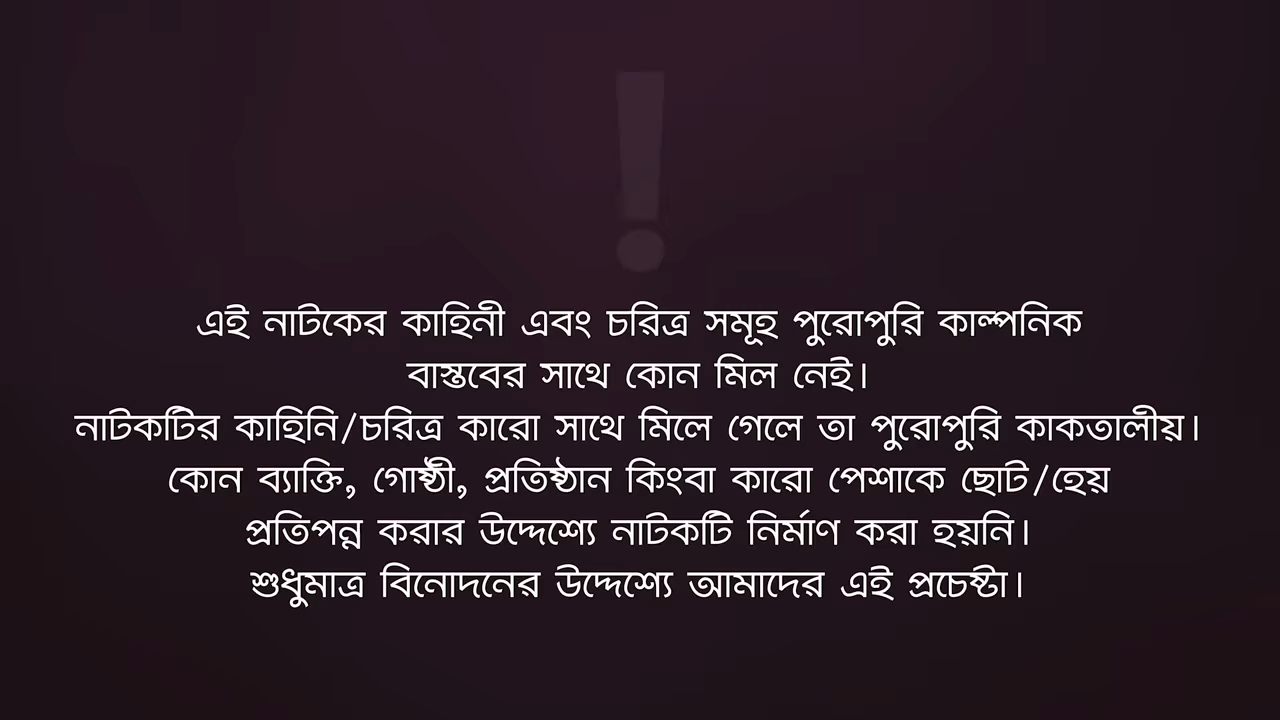 এই নাটকের কাহিনী এবং চরিত্র সমূহ পুরোপুরি কাল্পনিক
বাস্তবের সাথে কোন মিল নেই।
নাটকটির কাহিনি/চরিত্র কারো সাথে মিলে গেলে তা পুরোপুরি কাকতালীয়।
কোন ব্যাক্তি, গোষ্ঠী, প্রতিষ্ঠান কিংবা কারো পেশাকে ছোট/হেয়
প্রতিপন্ন করার উদ্দেশ্যে নাটকটি নির্মাণ করা হয়নি।
শুধুমাত্র বিনোদনের উদ্দেশ্যে আমাদের এই প্রচেষ্টা।